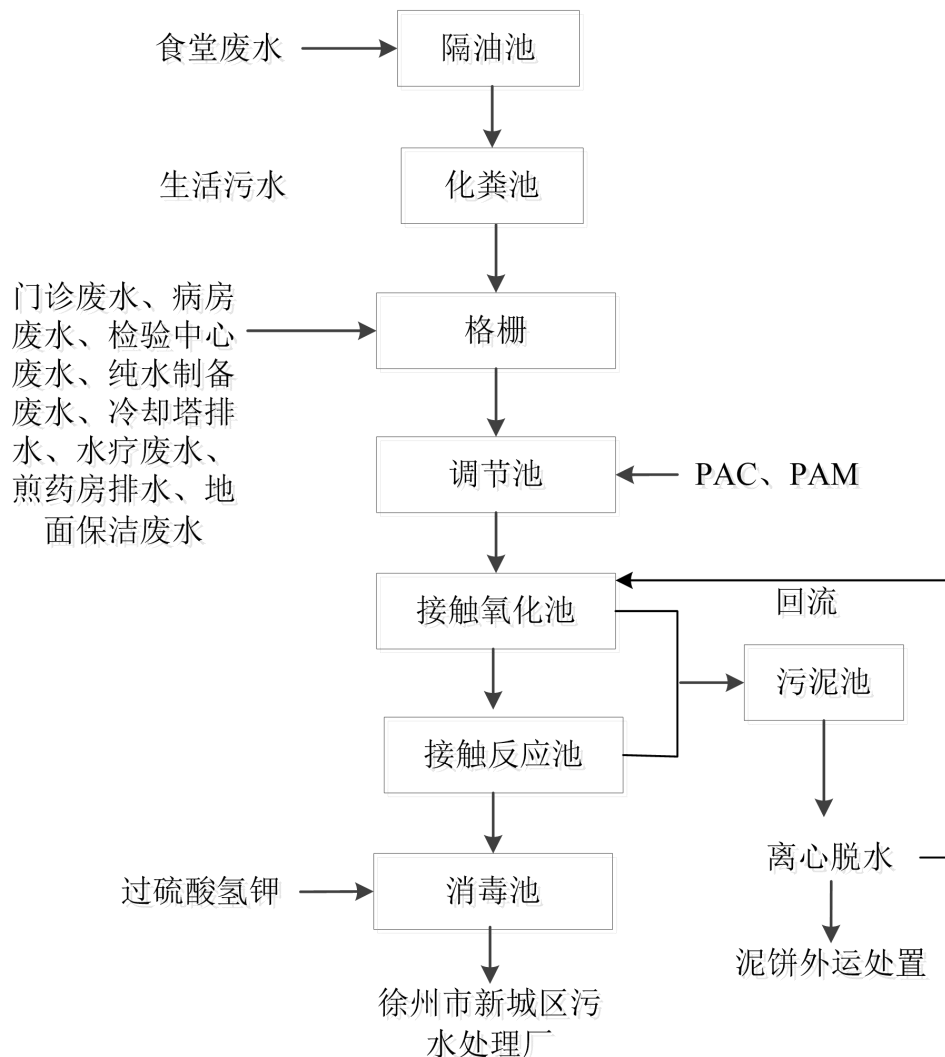 食堂废水
隔油池
生活污水
化粪池
门诊废水、病房
废水、检验中心
废水、纯水制备
废水、冷却塔排
水、水疗废水、
煎药房排水、地
面保洁废水
格栅
调节池
PAC、PAM
接触氧化池
回流
污泥池
接触反应池
离心脱水
过硫酸氢钾
消毒池
泥饼外运处置
徐州市新城区污
水处理厂